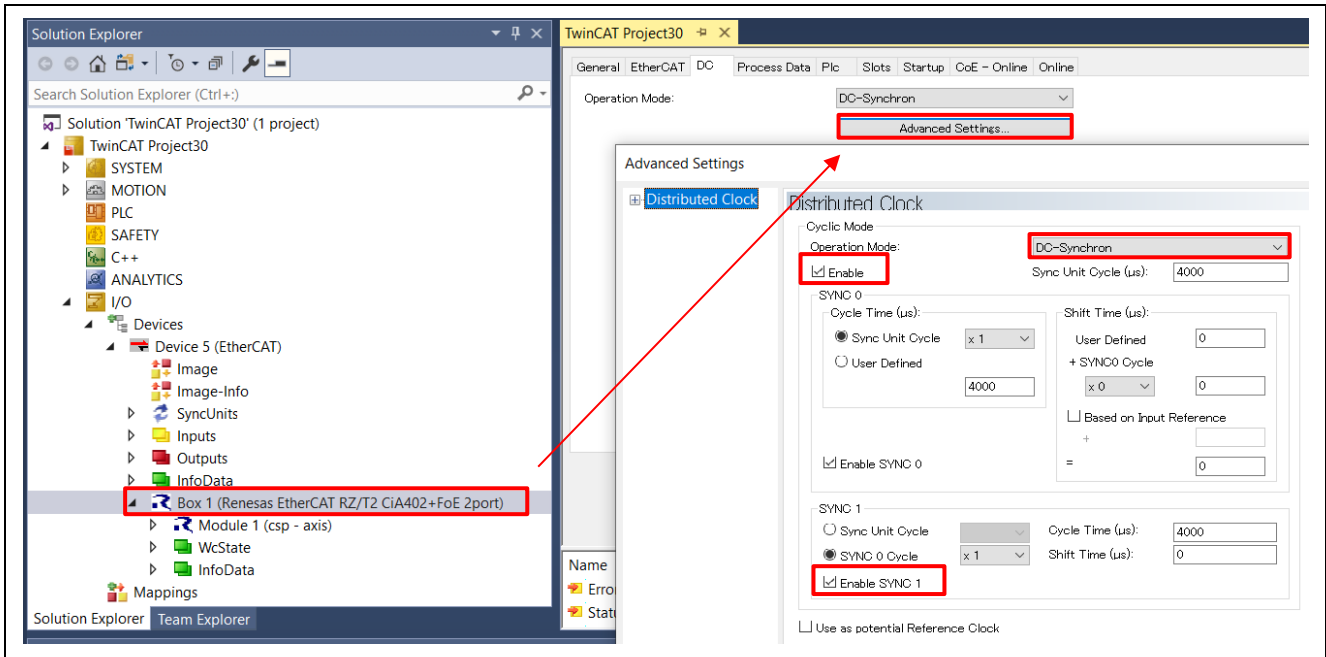 Solution Explorer
Search Solution Explorer (Ctrl+:)
Solution 'TwinCAT Project30' (1 project)
TwinCAT Project30
SYSTEM
MOTION
PLC
SAFETY
C++
ANALYTICS
I/O
Devices
Device 5 (EtherCAT)
Image
Image-Info
SyncUnits
Inputs
Outputs
InfoData
Box 1 (Renesas EtherCAT RZ/T2 CiA402+FoE 2port)
Module 1 (csp - axis)
WcState
InfoData
Mappings
Solution Explorer Team Explorer
TwinCAT Project30
General EtherCAT DC Process Data Plc Slots Startup CoE - Online Online
Operation Mode: DC-Synchron
Advanced Settings...
Advanced Settings
Distributed Clock
Distributed Clock
Cyclic Mode
Operation Mode: DC-Synchron
Enable Sync Unit Cycle (µs): 4000
SYNC 0
Cycle Time (µs): Shift Time (µs):
Sync Unit Cycle x 1 User Defined 0
User Defined + SYNC0 Cycle
4000 x 0 0
Based on Input Reference
+
Enable SYNC 0 = 0
SYNC 1
Sync Unit Cycle Cycle Time (µs): 4000
SYNC 0 Cycle x 1 Shift Time (µs): 0
Enable SYNC 1
Use as potential Reference Clock
Name
Erro
Stat